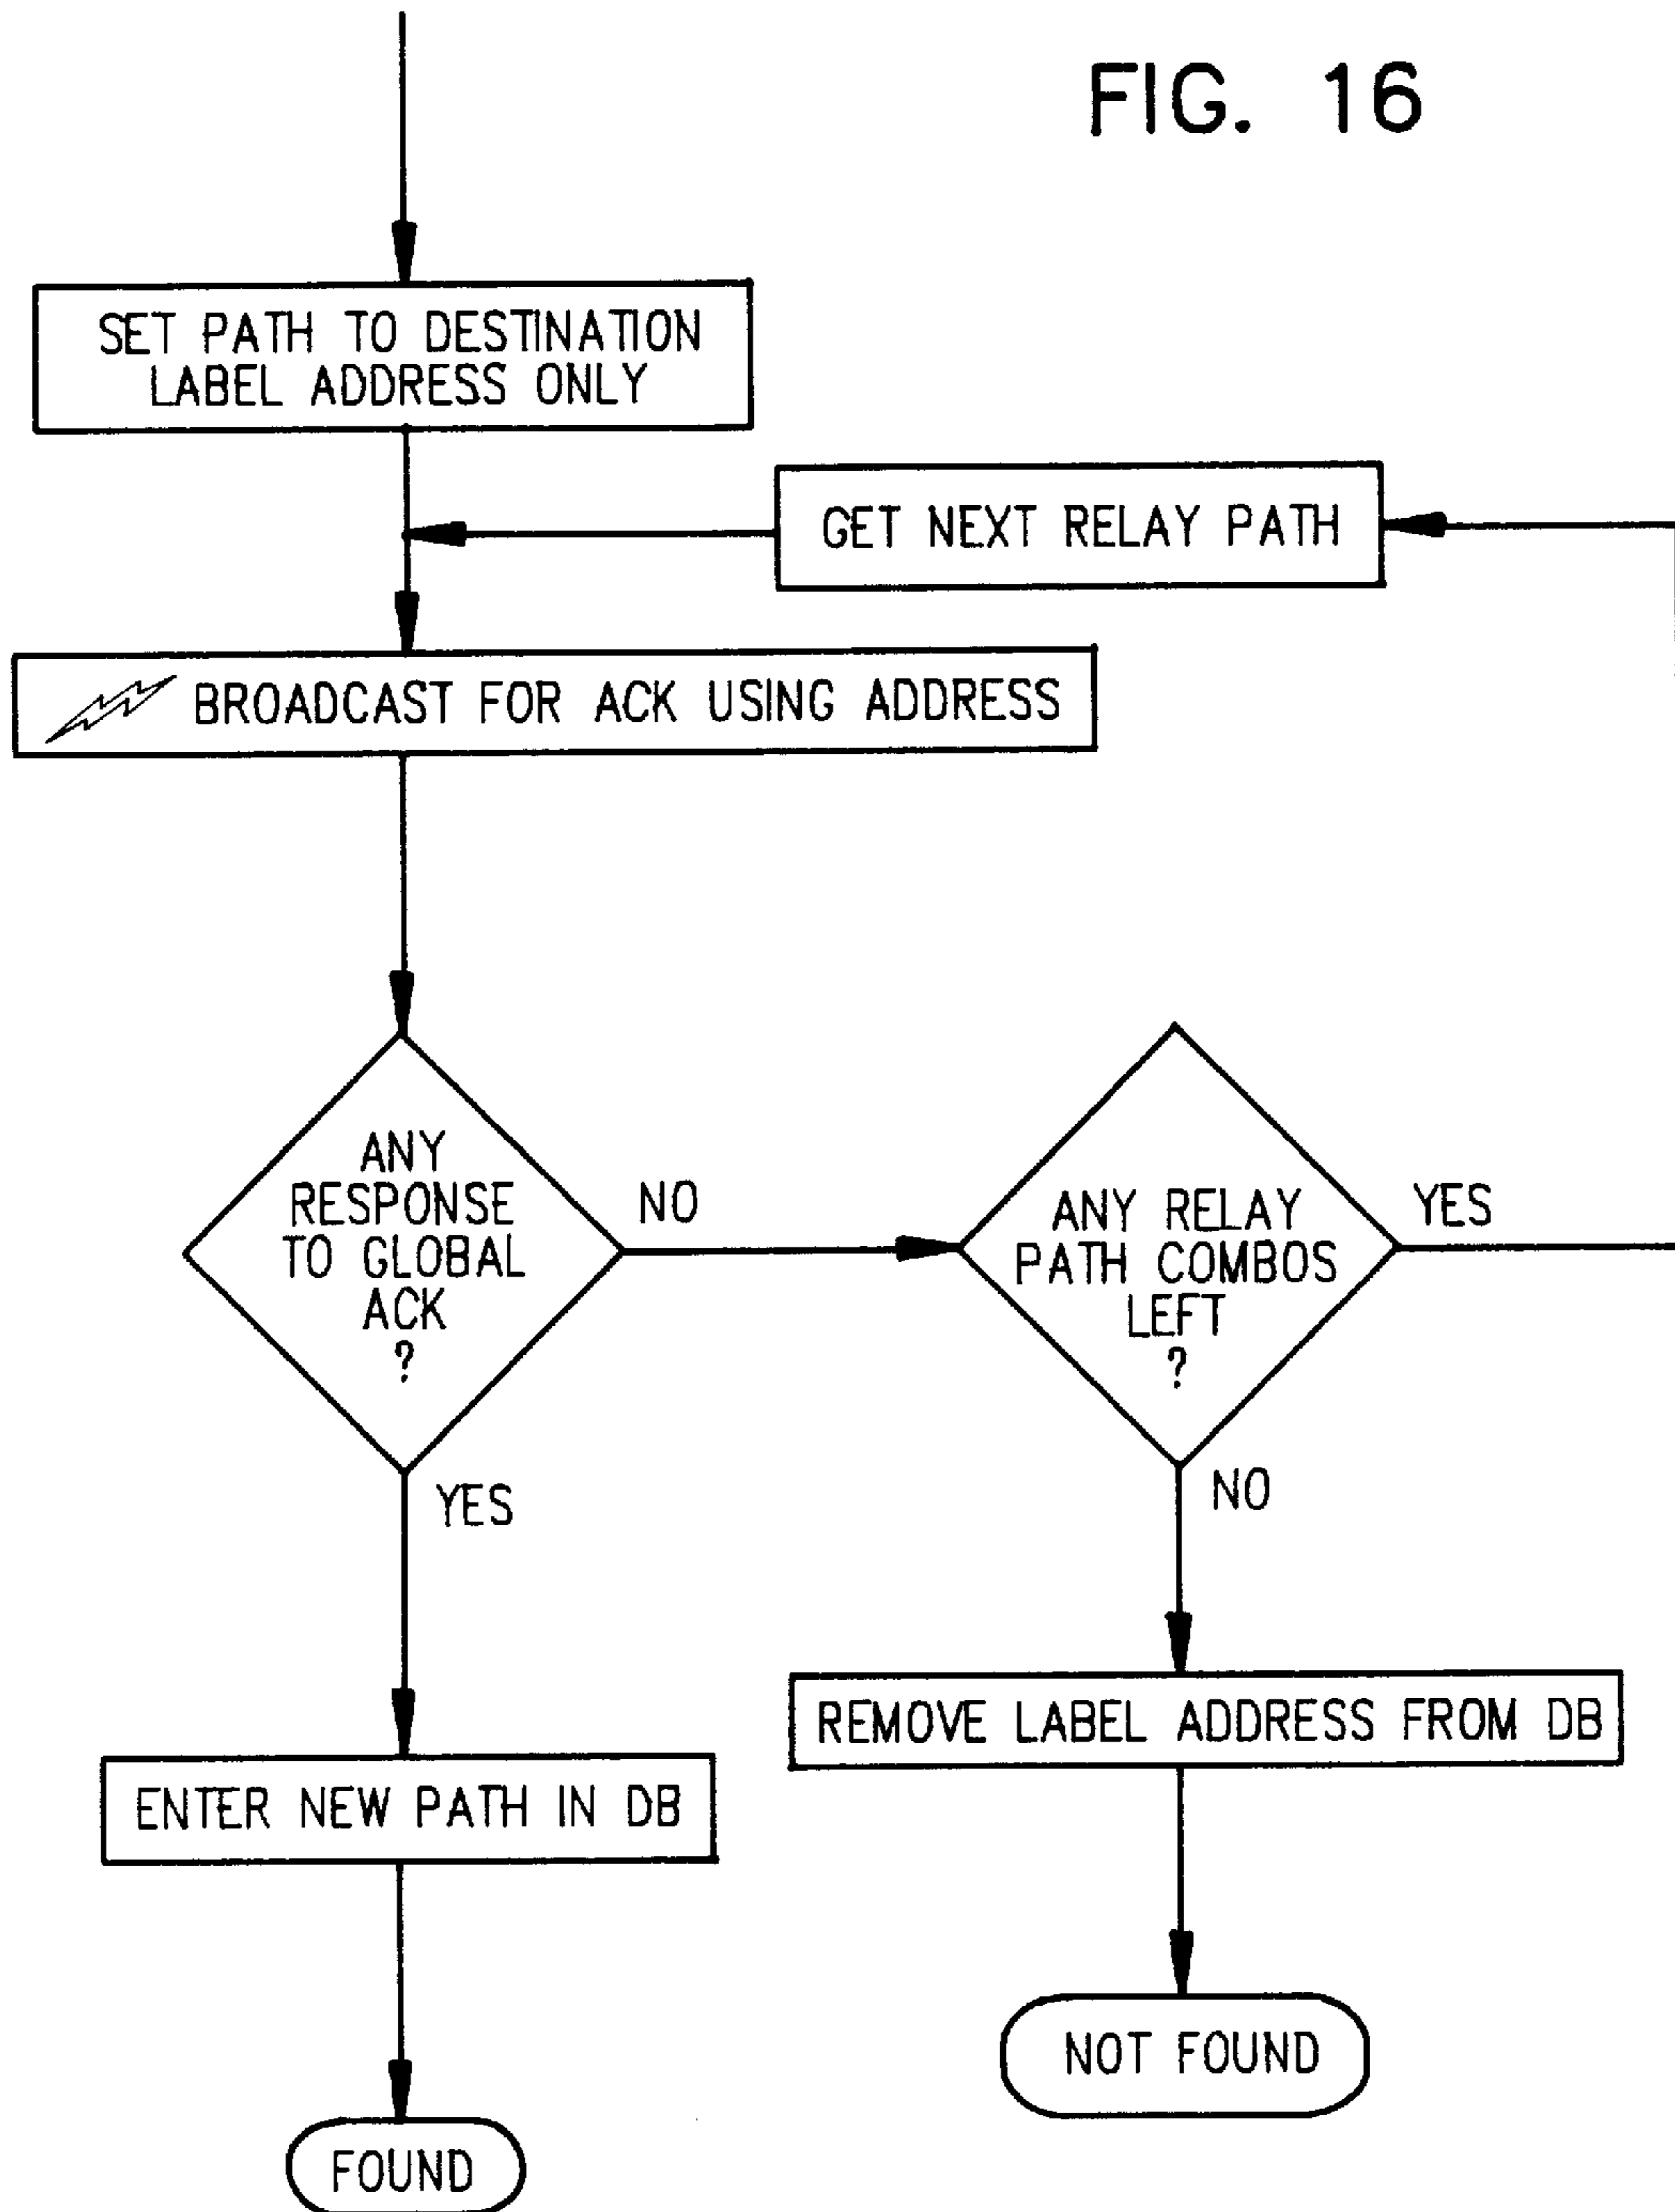 FIG. 16
SET PATH TO DESTINATION
LABEL ADDRESS ONLY
GET NEXT RELAY PATH
BROADCAST FOR ACK USING ADDRESS
ANY
RESPONSE
TO GLOBAL
ACK
?
NO
ANY RELAY
PATH COMBOS
LEFT
?
YES
YES
NO
REMOVE LABEL ADDRESS FROM DB
ENTER NEW PATH IN DB
NOT FOUND
FOUND